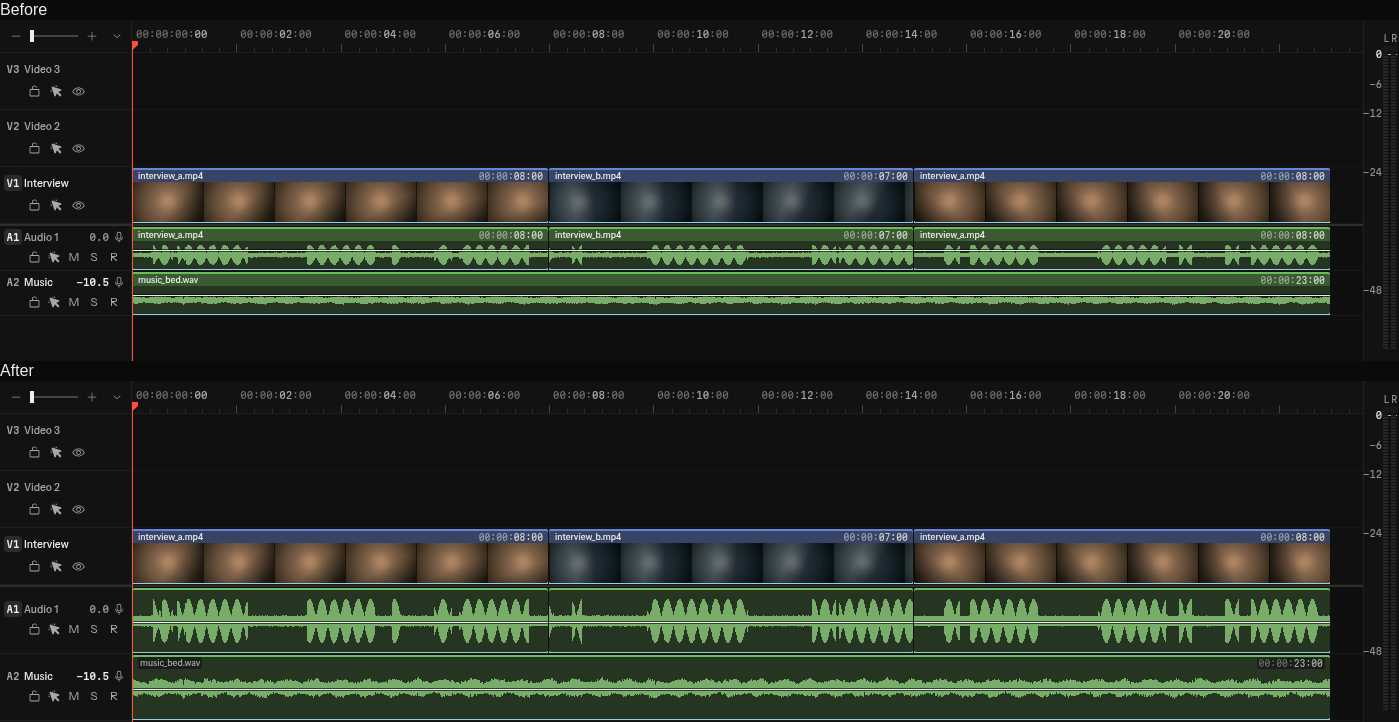 Before
− + 00:00:00:00 00:00:02:00 00:00:04:00 00:00:06:00 00:00:08:00 00:00:10:00 00:00:12:00 00:00:14:00 00:00:16:00 00:00:18:00 00:00:20:00 L R
0
V3 Video 3
−6
−12
V2 Video 2
−24
interview_a.mp4 00:00:08:00 interview_b.mp4 00:00:07:00 interview_a.mp4 00:00:08:00
V1 Interview
A1 Audio 1 0.0 interview_a.mp4 00:00:08:00 interview_b.mp4 00:00:07:00 interview_a.mp4 00:00:08:00
M S R
A2 Music −10.5 music_bed.wav 00:00:23:00
−48
M S R
After
− + 00:00:00:00 00:00:02:00 00:00:04:00 00:00:06:00 00:00:08:00 00:00:10:00 00:00:12:00 00:00:14:00 00:00:16:00 00:00:18:00 00:00:20:00 L R
0
V3 Video 3
−6
−12
V2 Video 2
−24
interview_a.mp4 00:00:08:00 interview_b.mp4 00:00:07:00 interview_a.mp4 00:00:08:00
V1 Interview
A1 Audio 1 0.0
M S R
−48
music_bed.wav 00:00:23:00
A2 Music −10.5
M S R